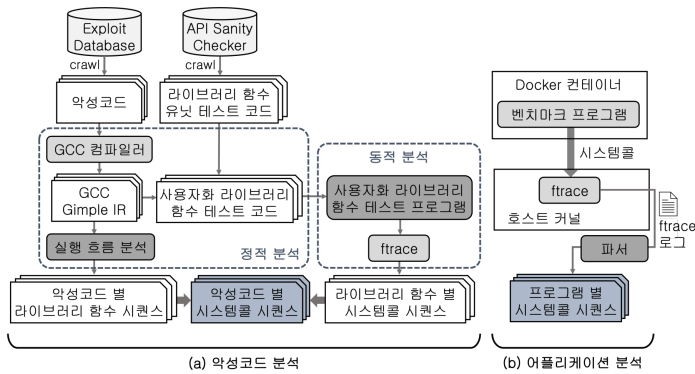 Exploit
Database
API Sanity
Checker
crawl
crawl
악성코드
라이브러리 함수
유닛 테스트 코드
GCC 컴파일러
GCC
Gimple IR
사용자화 라이브러리
함수 테스트 코드
실행 흐름 분석
정적 분석
동적 분석
사용자화 라이브러리
함수 테스트 프로그램
ftrace
악성코드 별
라이브러리 함수 시퀀스
악성코드 별
시스템콜 시퀀스
라이브러리 함수 별
시스템콜 시퀀스
(a) 악성코드 분석
Docker 컨테이너
벤치마크 프로그램
시스템콜
ftrace
호스트 커널
ftrace
로그
파서
프로그램 별
시스템콜 시퀀스
(b) 어플리케이션 분석